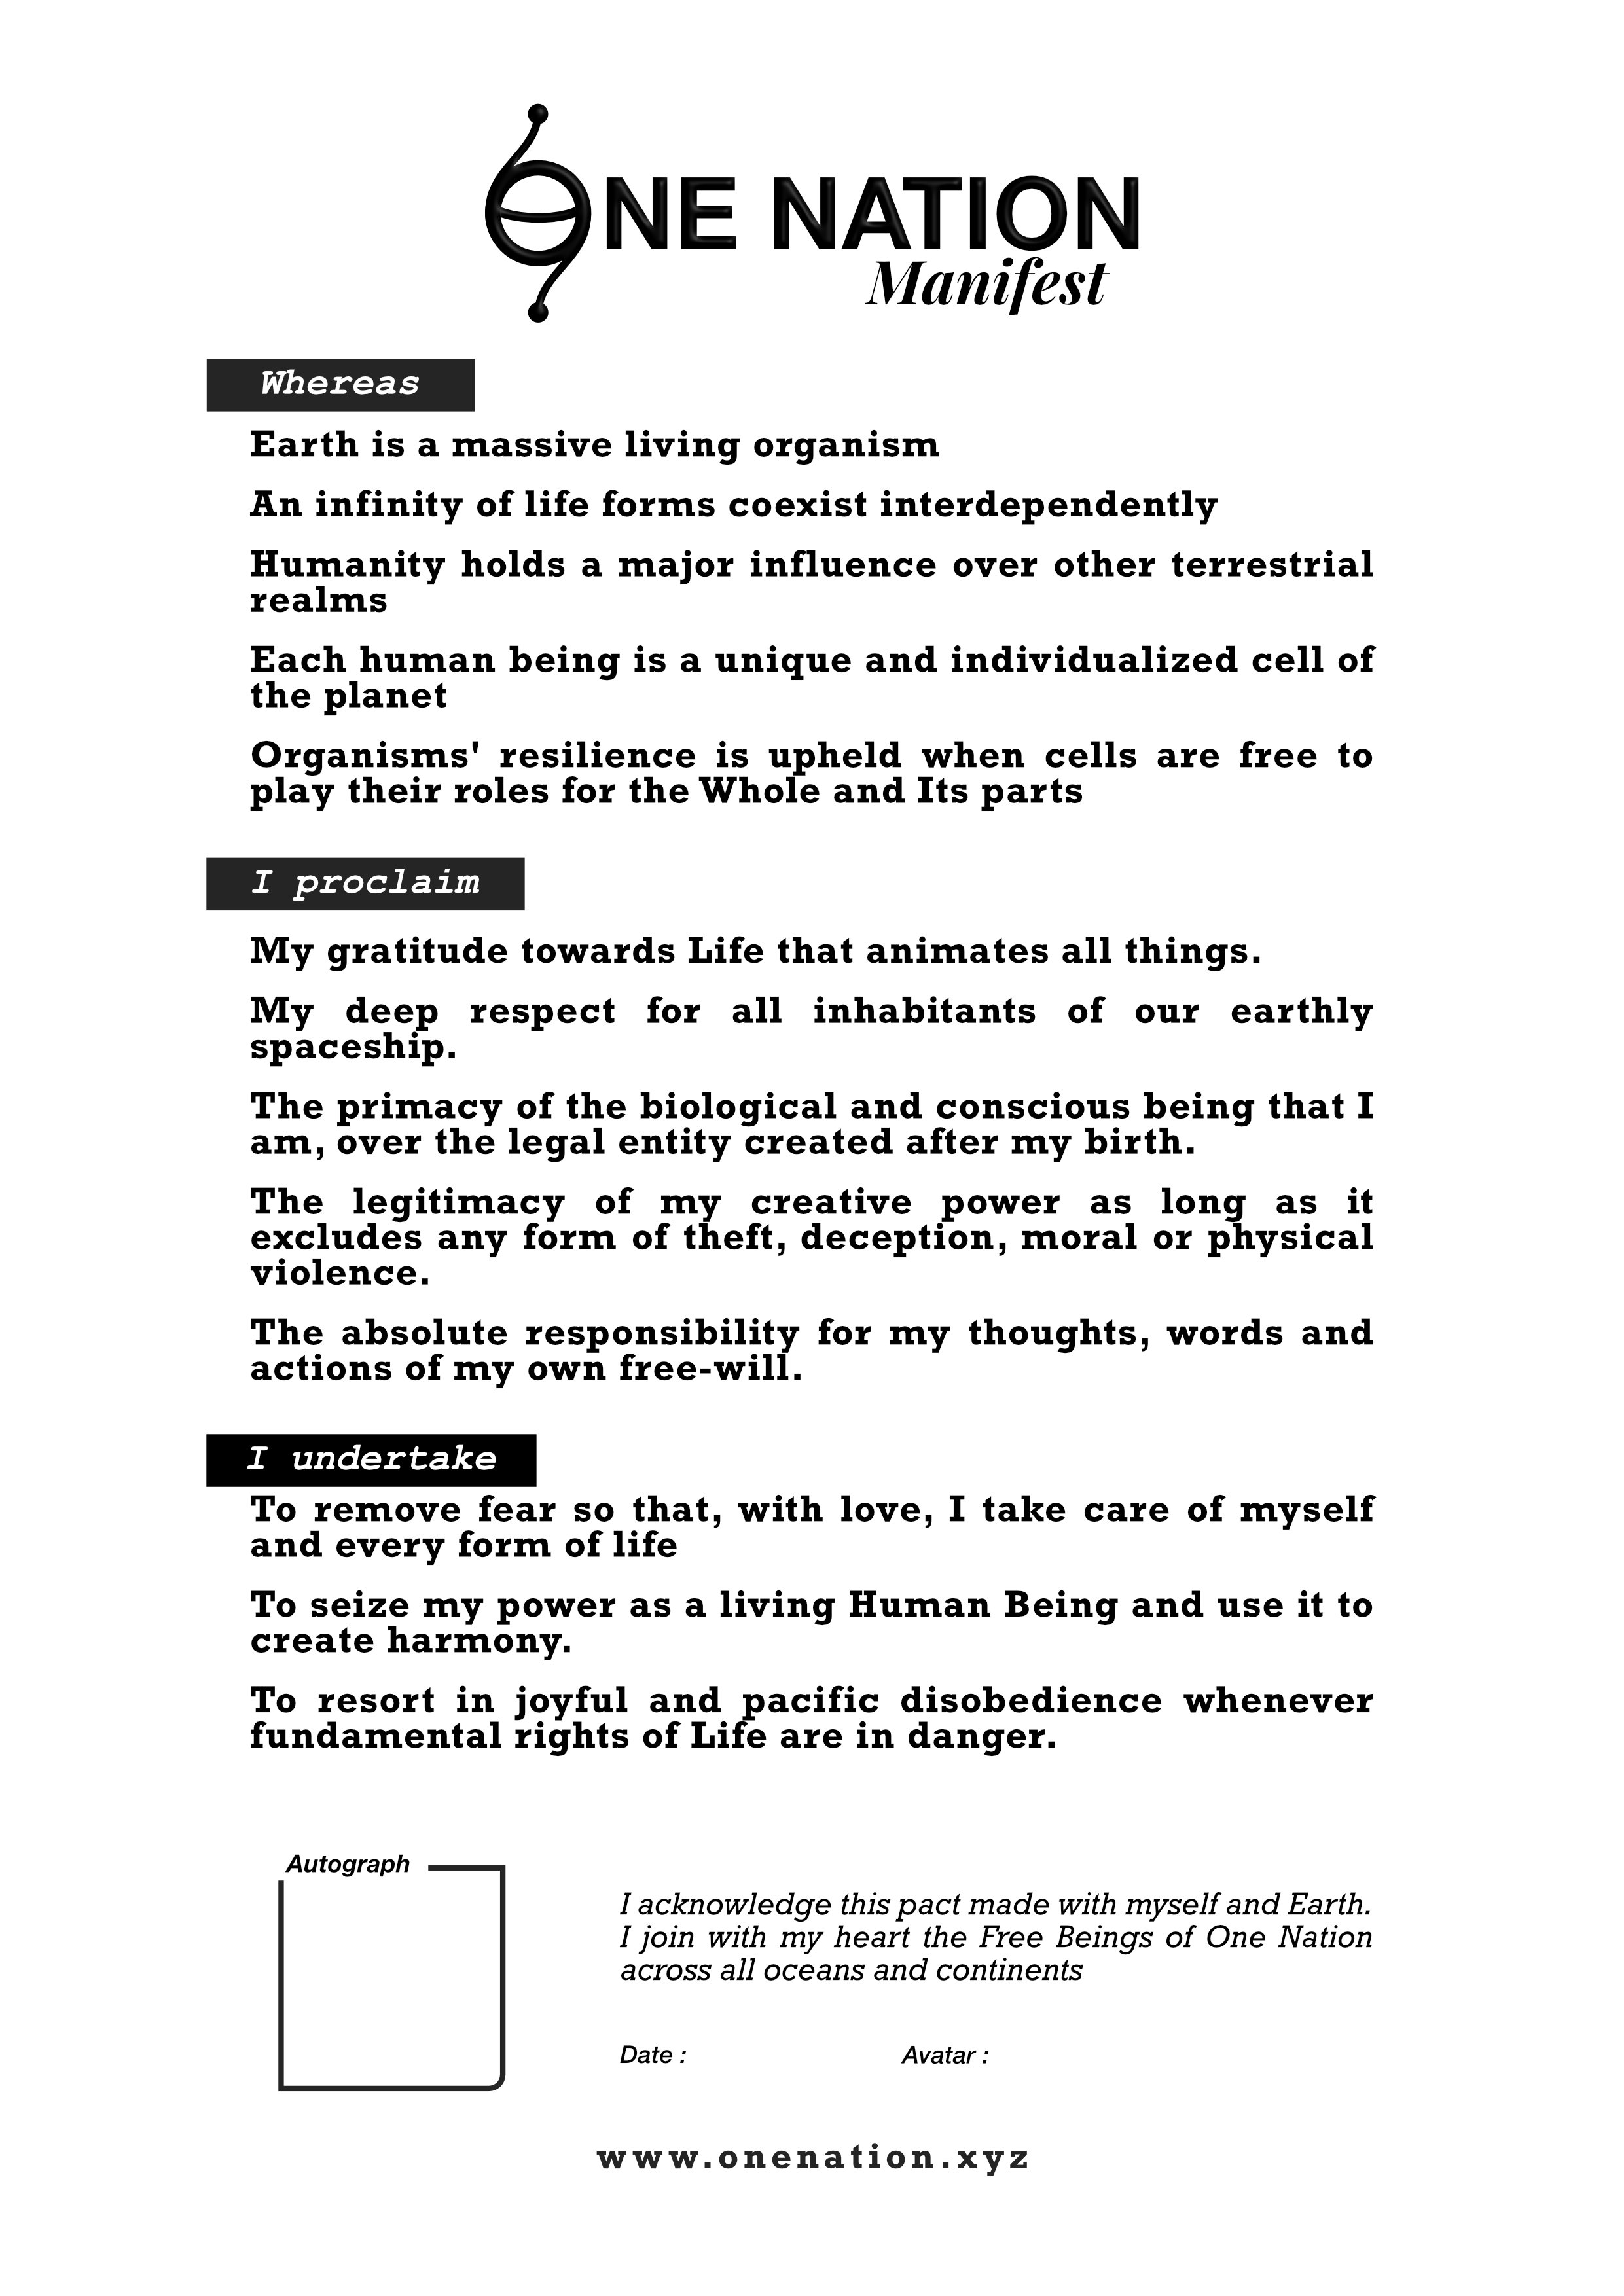 ONE NATION
Manifest
Whereas
Earth is a massive living organism
An infinity of life forms coexist interdependently
Humanity holds a major influence over other terrestrial
realms
Each human being is a unique and individualized cell of
the planet
Organisms' resilience is upheld when cells are free to
play their roles for the Whole and Its parts
I proclaim
My gratitude towards Life that animates all things.
My deep respect for all inhabitants of our earthly
spaceship.
The primacy of the biological and conscious being that I
am, over the legal entity created after my birth.
The legitimacy of my creative power as long as it
excludes any form of theft, deception, moral or physical
violence.
The absolute responsibility for my thoughts, words and
actions of my own free-will.
I undertake
To remove fear so that, with love, I take care of myself
and every form of life
To seize my power as a living Human Being and use it to
create harmony.
To resort in joyful and pacific disobedience whenever
fundamental rights of Life are in danger.
Autograph
I acknowledge this pact made with myself and Earth.
I join with my heart the Free Beings of One Nation
across all oceans and continents
Date : Avatar :
www.onenation.xyz